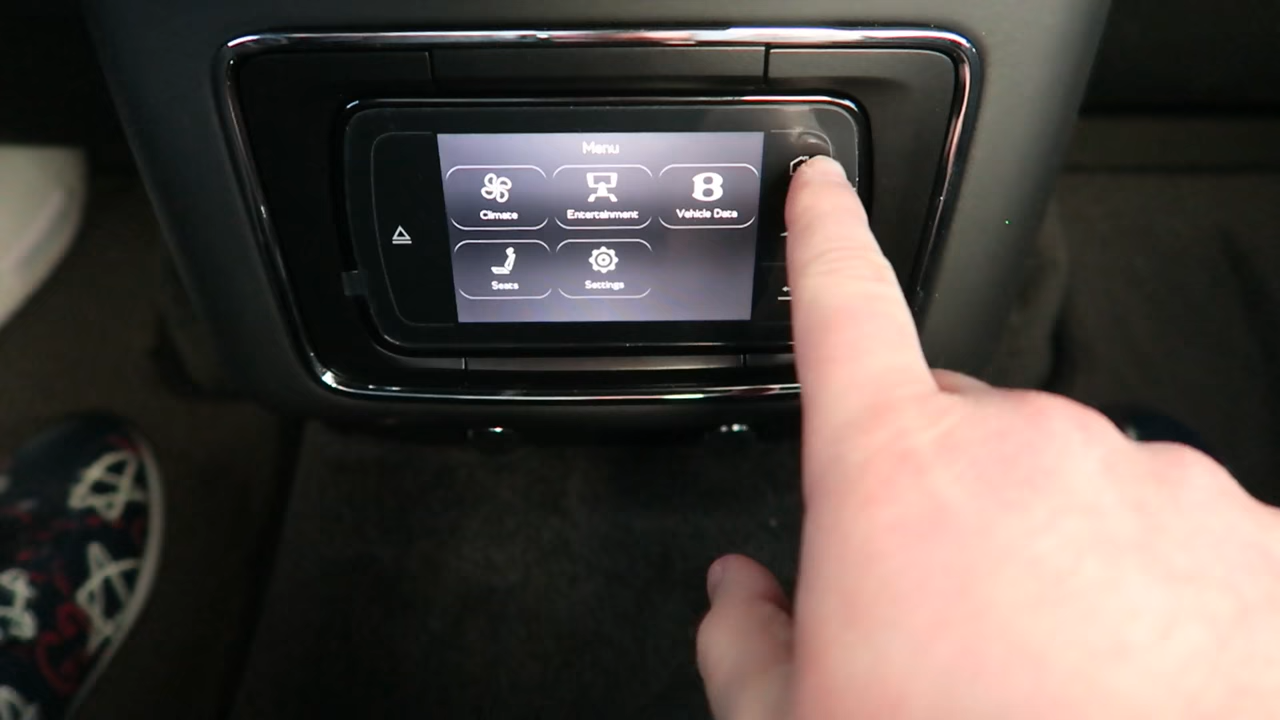 Menu
Climate
Entertainment
B
Vehicle Data
Seats
Settings